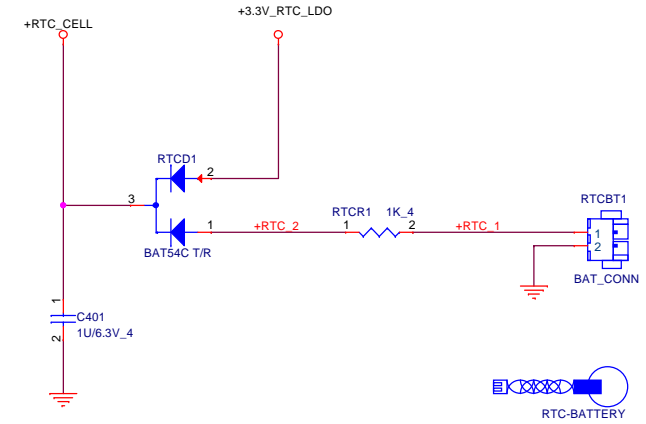 +3.3V_RTC_LDO
+RTC_CELL
RTCD1
2
3
RTCBT1
RTCR1 1K_4
1 +RTC_2 1 2 +RTC_1 1
2
BAT54C T/R
BAT_CONN
1
C401
1U/6.3V_4
2
RTC-BATTERY